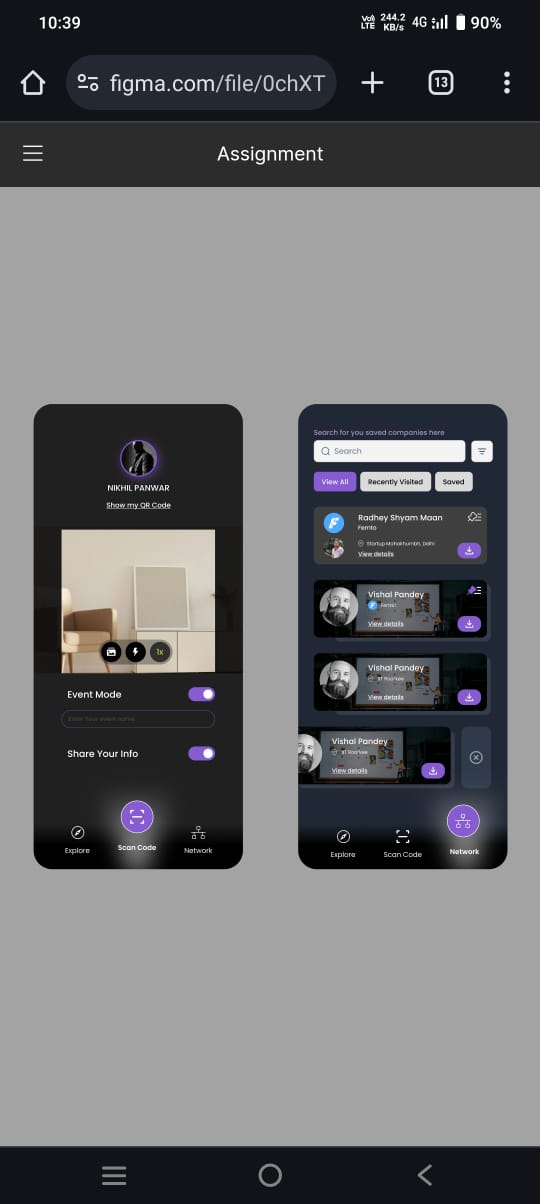 10:39
Vo) LTE 244.2 KB/s 4G 90%
figma.com/file/0chXT
13
Assignment
NIKHIL PANWAR
Show my QR Code
1x
Event Mode
Enter Your event name
Share Your Info
Explore
Scan Code
Network
Search for you saved companies here
Search
View All
Recently Visited
Saved
Radhey Shyam Maan
Femto
Startup Mahakhumbh, Delhi
View details
Vishal Pandey
Femto
View details
Vishal Pandey
IIT Roorkee
View details
Vishal Pandey
IIT Roorkee
View details
Explore
Scan Code
Network